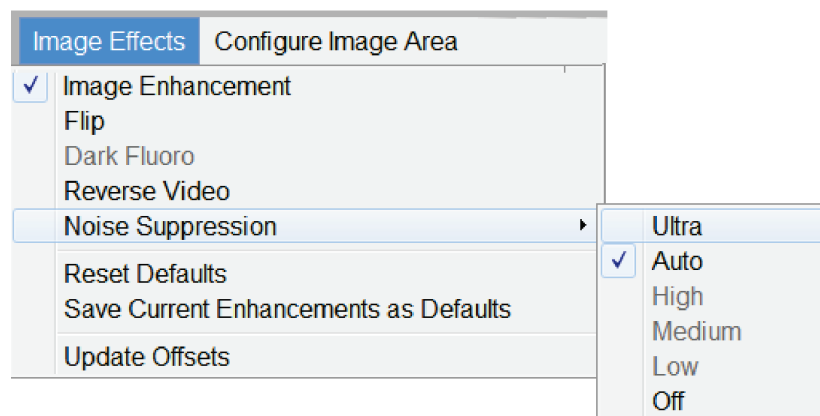 Image Effects Configure Image Area
Image Enhancement
Flip
Dark Fluoro
Reverse Video
Noise Suppression
Reset Defaults
Save Current Enhancements as Defaults
Update Offsets
Ultra
Auto
High
Medium
Low
Off